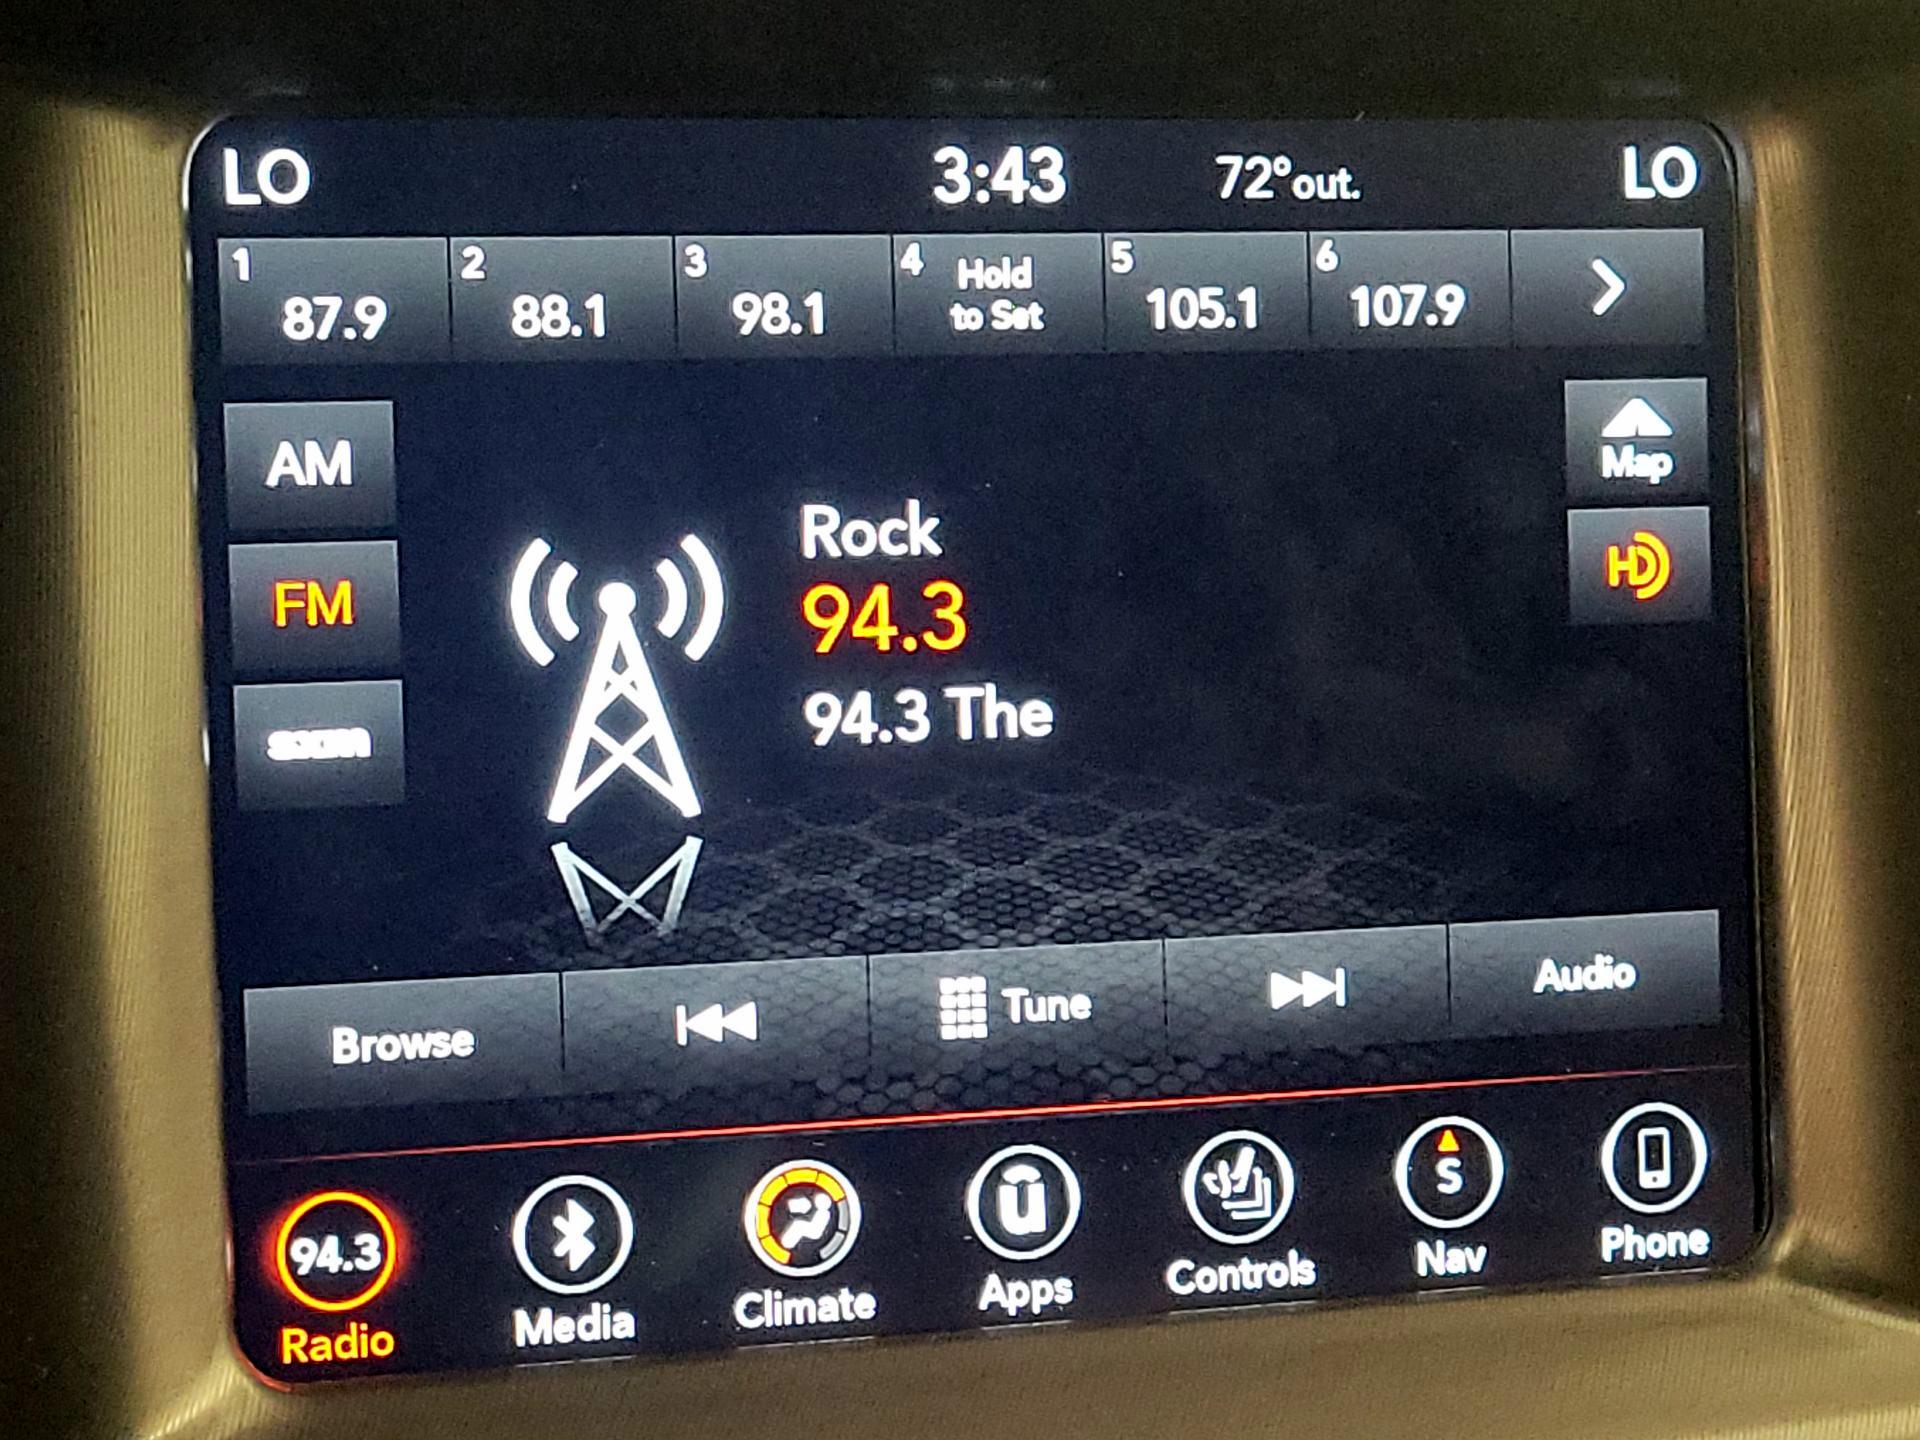 LO 3:43 72°out. LO
1 87.9
2 88.1
3 98.1
4 Hold to Set
5 105.1
6 107.9
AM
Map
FM
HD
Rock
94.3
94.3 The
sxm
Browse Tune Audio
94.3 u S
Radio Media Climate Apps Controls Nav Phone